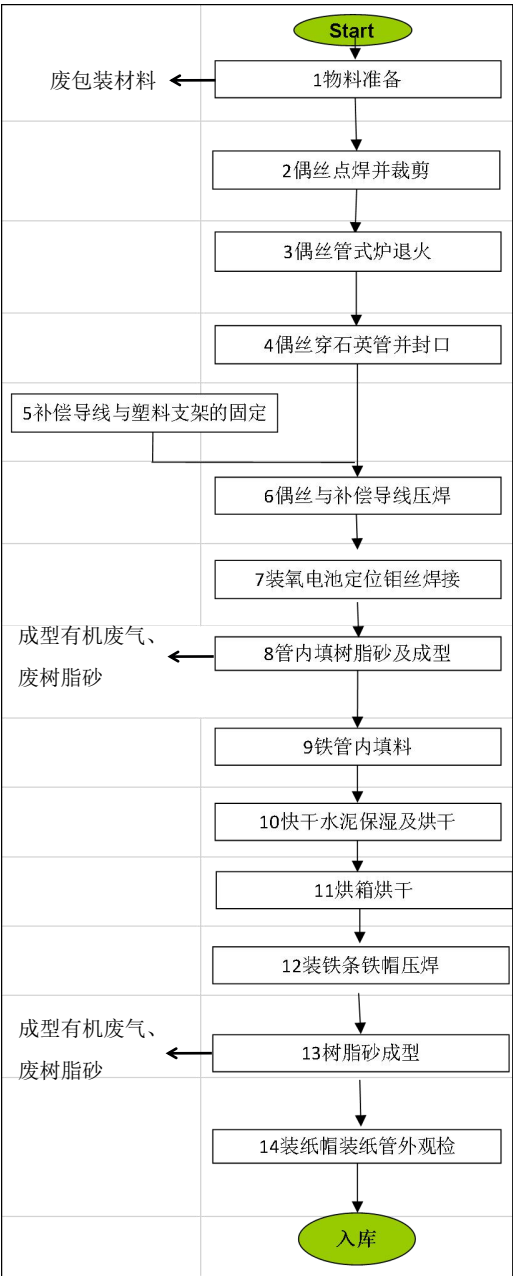 Start
废包装材料
1物料准备
2偶丝点焊并裁剪
3偶丝管式炉退火
4偶丝穿石英管并封口
5补偿导线与塑料支架的固定
6偶丝与补偿导线压焊
7装氧电池定位钼丝焊接
成型有机废气、
废树脂砂
8管内填树脂砂及成型
9铁管内填料
10快干水泥保湿及烘干
11烘箱烘干
12装铁条铁帽压焊
成型有机废气、
废树脂砂
13树脂砂成型
14装纸帽装纸管外观检
入库